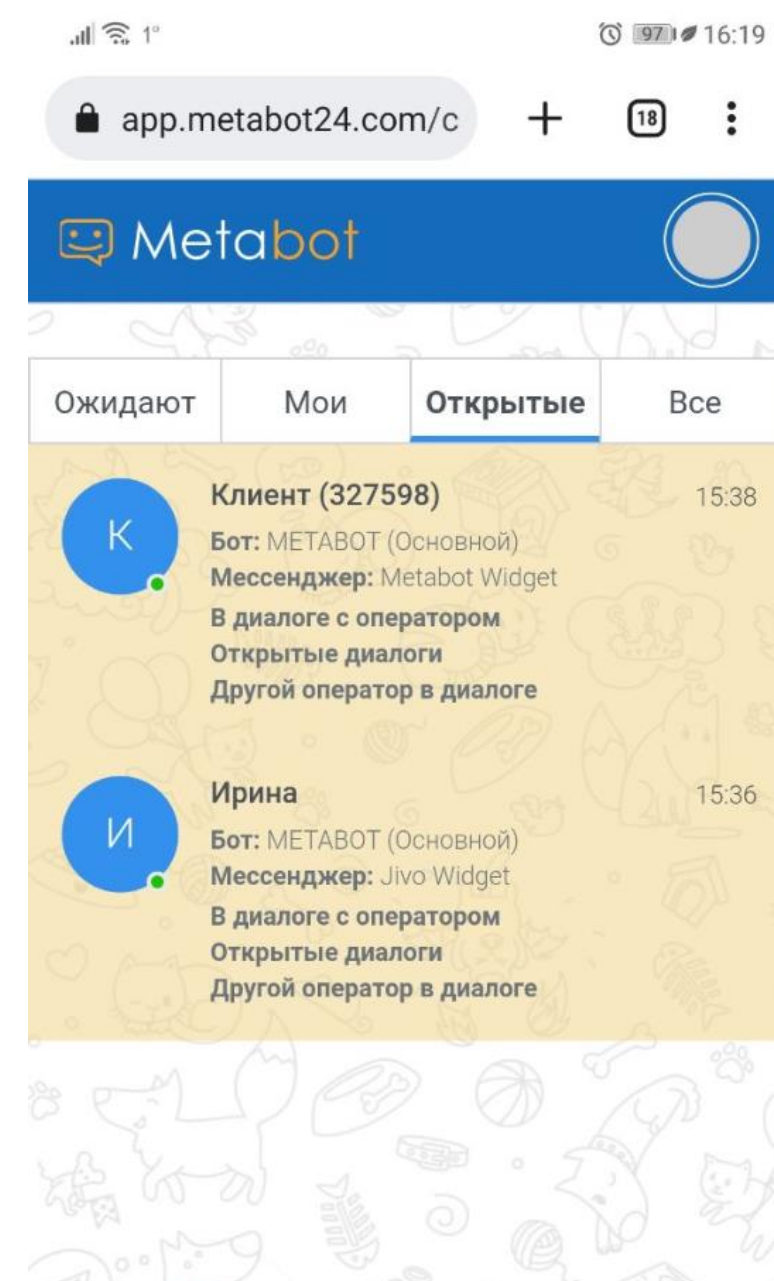 1° 97 16:19
app.metabot24.com/c 18
Metabot
Ожидают Мои Открытые Все
Клиент (327598) 15:38
К
Бот: METABOT (Основной)
Мессенджер: Metabot Widget
В диалоге с оператором
Открытые диалоги
Другой оператор в диалоге
Ирина 15:36
И
Бот: METABOT (Основной)
Мессенджер: Jivo Widget
В диалоге с оператором
Открытые диалоги
Другой оператор в диалоге